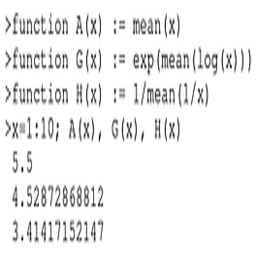 >function A(x) := mean(x)
>function G(x) := exp(mean(log(x)))
>function H(x) := 1/mean(1/x)
>x=1:10; A(x), G(x), H(x)
5.5
4.52872868812
3.41417152147